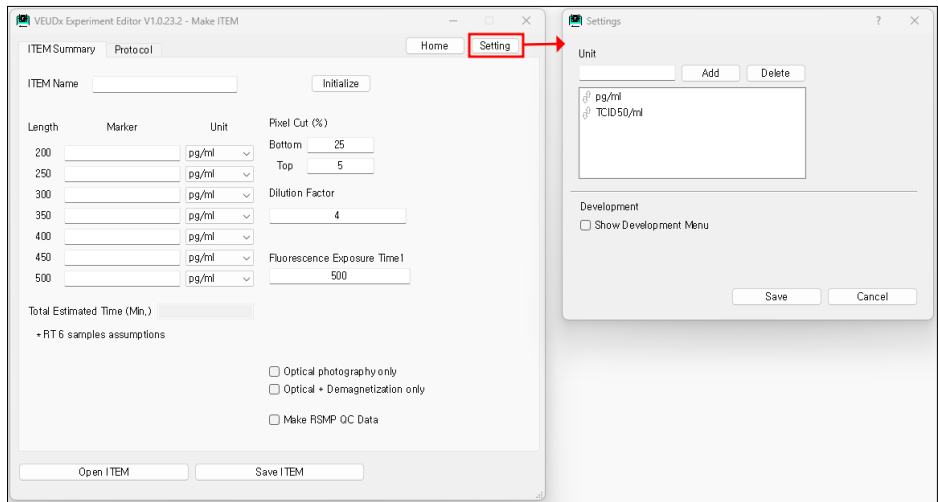 VEUDx Experiment Editor V1.0.23.2 - Make ITEM
ITEM Summary
Protocol
Home
Setting
ITEM Name
Initialize
Length Marker Unit
200 pg/ml
250 pg/ml
300 pg/ml
350 pg/ml
400 pg/ml
450 pg/ml
500 pg/ml
Pixel Cut (%)
Bottom 25
Top 5
Dilution Factor
4
Fluorescence Exposure Time1
500
Total Estimated Time (Min,)
* RT 6 samples assumptions
Optical photography only
Optical + Demagnetization only
Make RSMP QC Data
Open ITEM
Save ITEM
Settings
?
Unit
Add
Delete
pg/ml
TCID50/ml
Development
Show Development Menu
Save
Cancel